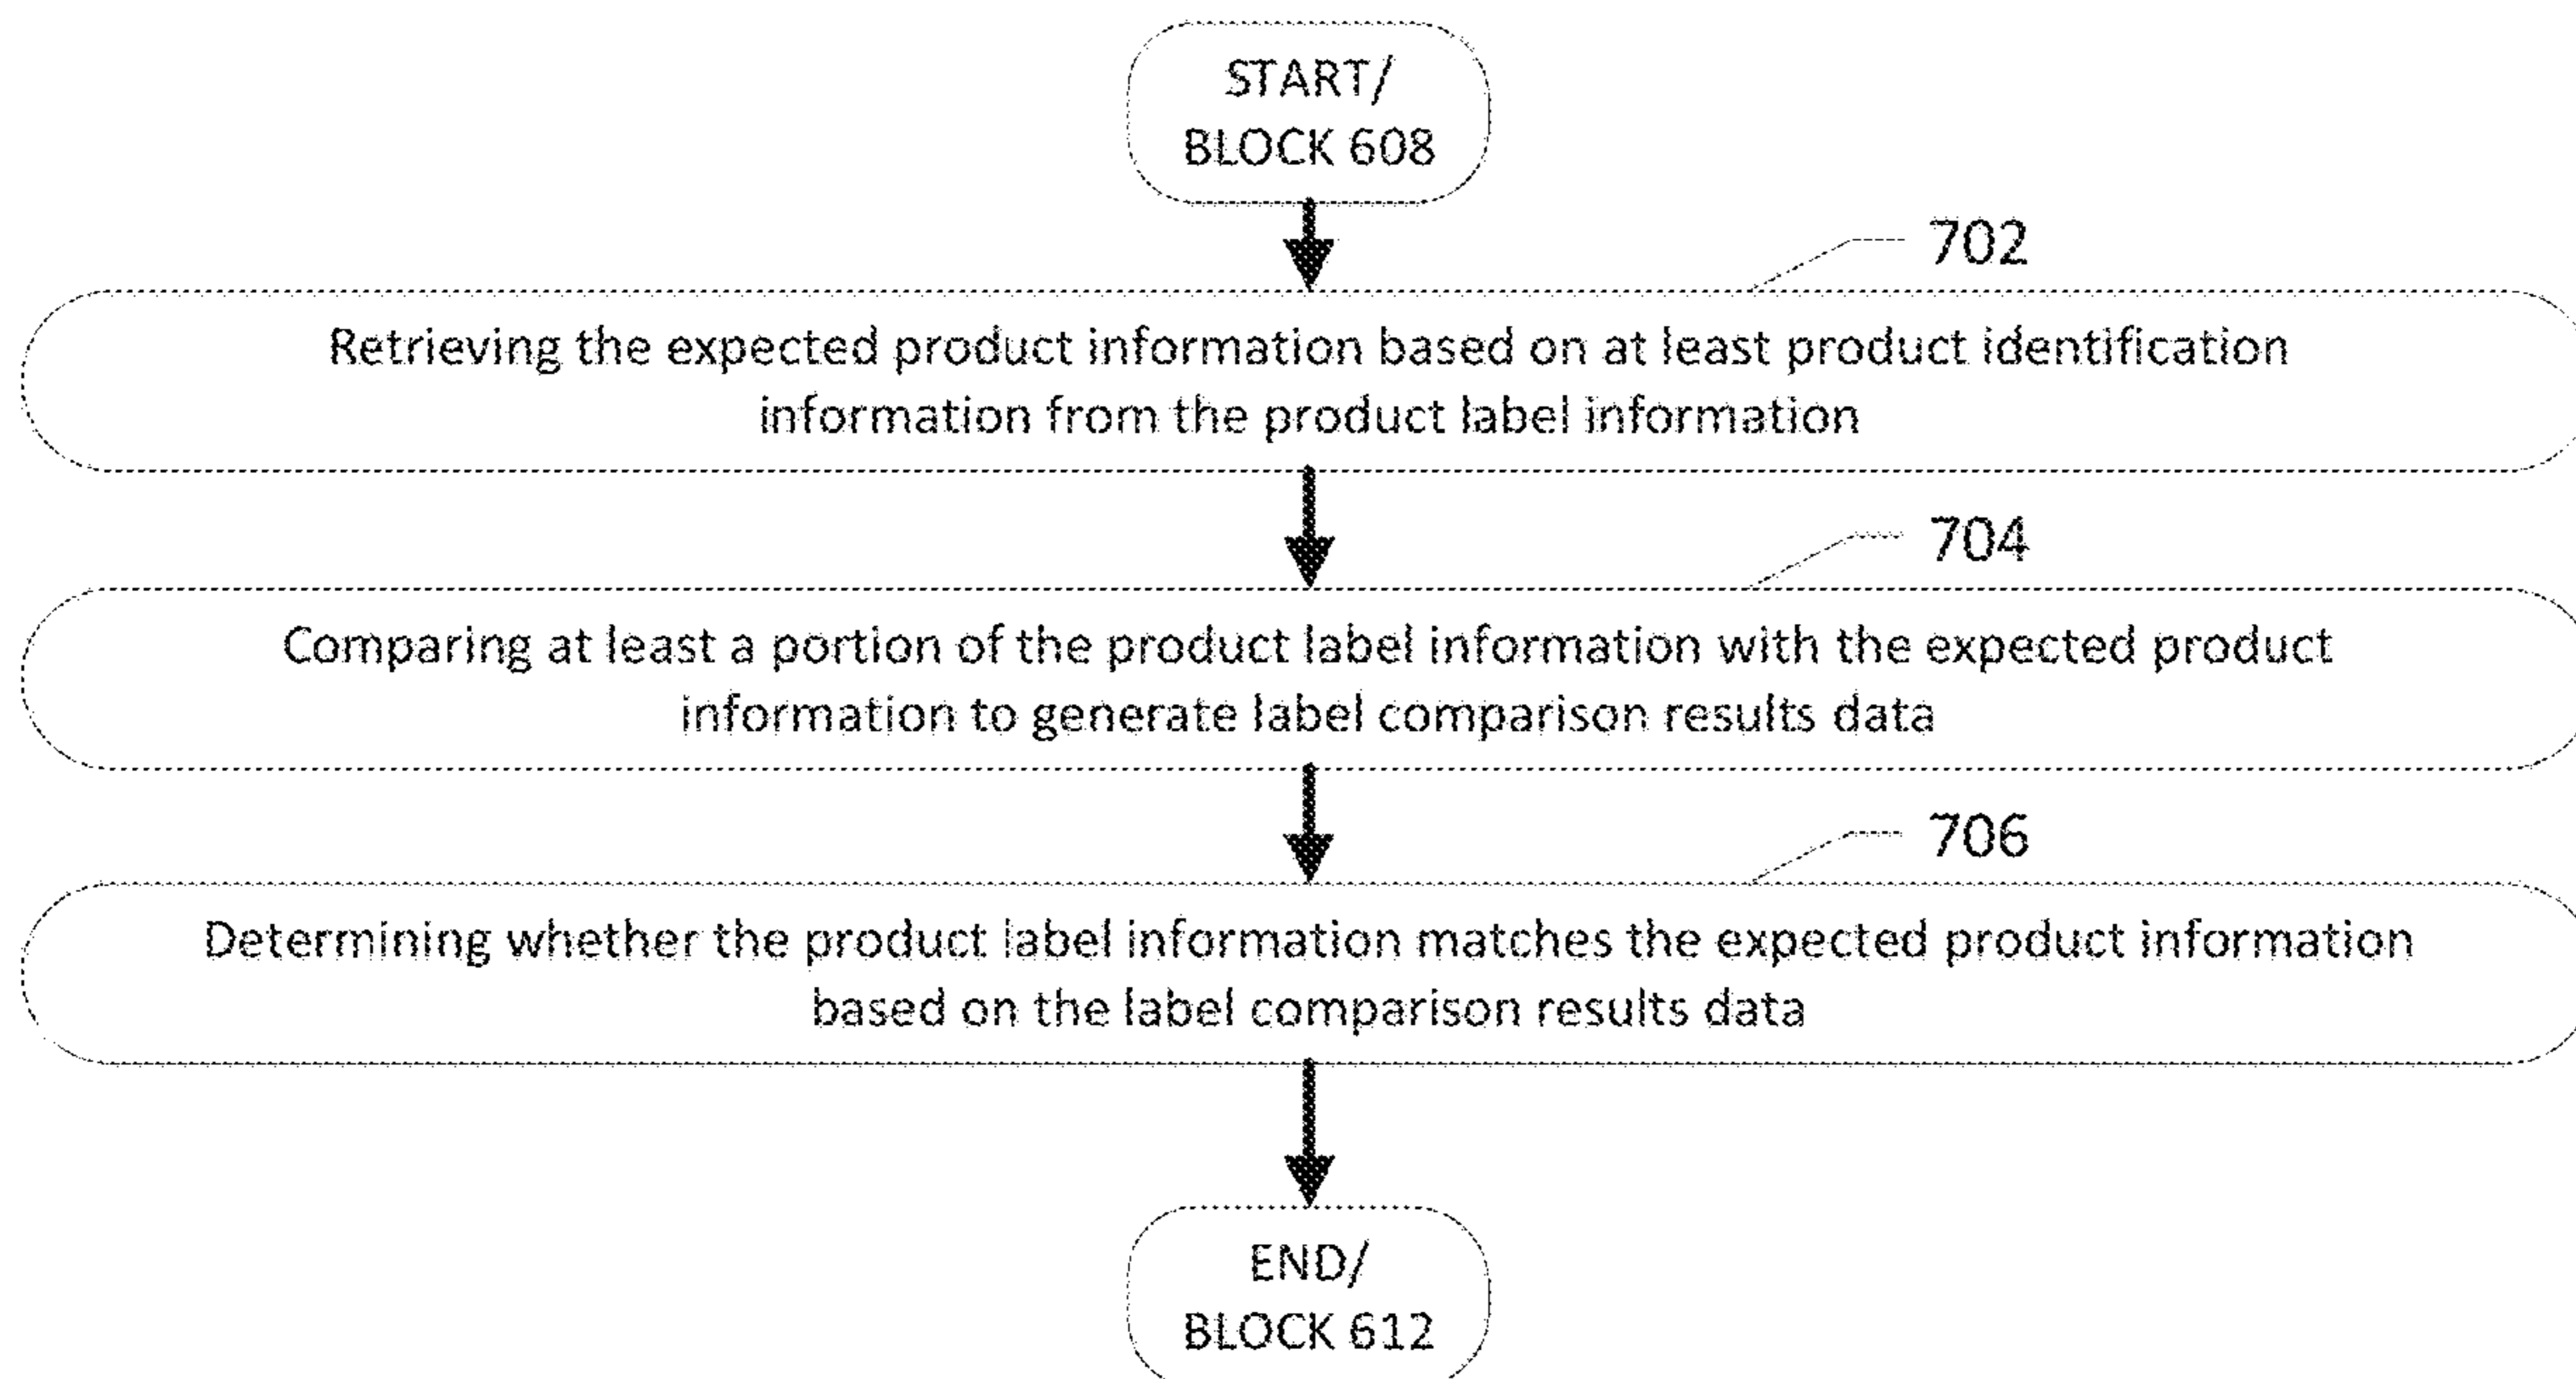 START/
BLOCK 608
702
Retrieving the expected product information based on at least product identification
information from the product label information
704
Comparing at least a portion of the product label information with the expected product
information to generate label comparison results data
706
Determining whether the product label information matches the expected product information
based on the label comparison results data
END/
BLOCK 612